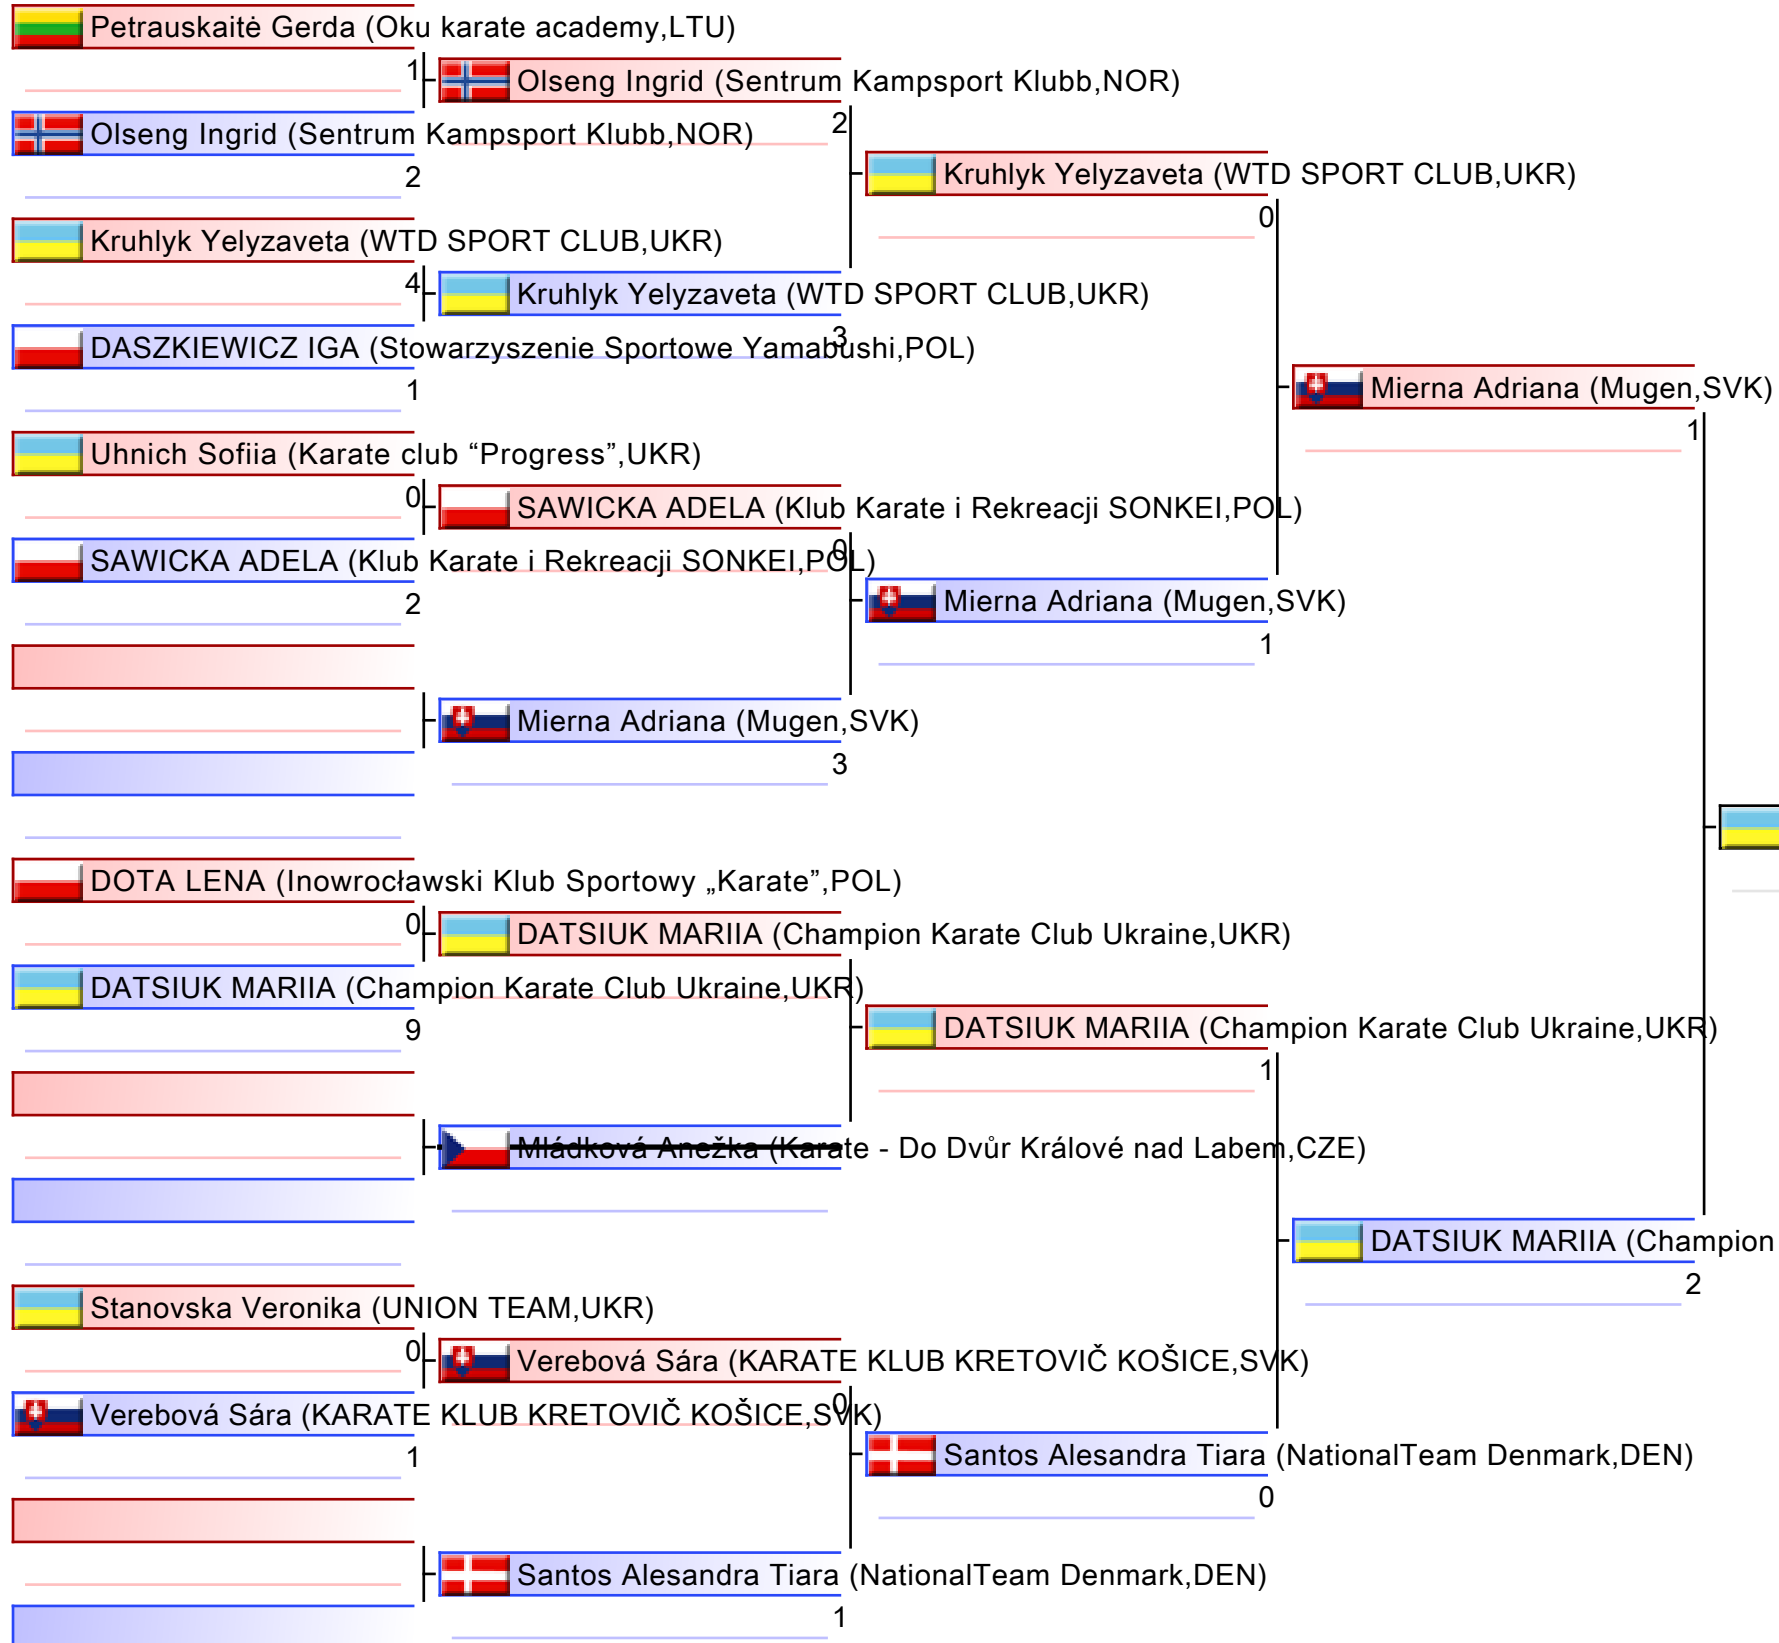 Petrauskaitė Gerda (Oku karate academy,LTU)
1
Olseng Ingrid (Sentrum Kampsport Klubb,NOR)
Olseng Ingrid (Sentrum Kampsport Klubb,NOR)
2
2
Kruhlyk Yelyzaveta (WTD SPORT CLUB,UKR)
0
Kruhlyk Yelyzaveta (WTD SPORT CLUB,UKR)
4
Kruhlyk Yelyzaveta (WTD SPORT CLUB,UKR)
3
DASZKIEWICZ IGA (Stowarzyszenie Sportowe Yamabushi,POL)
1
Mierna Adriana (Mugen,SVK)
1
Uhnich Sofiia (Karate club “Progress”,UKR)
0
SAWICKA ADELA (Klub Karate i Rekreacji SONKEI,POL)
0
SAWICKA ADELA (Klub Karate i Rekreacji SONKEI,POL)
2
Mierna Adriana (Mugen,SVK)
1
Mierna Adriana (Mugen,SVK)
3
DOTA LENA (Inowrocławski Klub Sportowy „Karate”,POL)
0
DATSIUK MARIIA (Champion Karate Club Ukraine,UKR)
DATSIUK MARIIA (Champion Karate Club Ukraine,UKR)
9
DATSIUK MARIIA (Champion Karate Club Ukraine,UKR)
1
Mládková Anežka (Karate - Do Dvůr Králové nad Labem,CZE)
DATSIUK MARIIA (Champion
2
Stanovska Veronika (UNION TEAM,UKR)
0
Verebová Sára (KARATE KLUB KRETOVIČ KOŠICE,SVK)
0
Verebová Sára (KARATE KLUB KRETOVIČ KOŠICE,SVK)
1
Santos Alesandra Tiara (NationalTeam Denmark,DEN)
0
Santos Alesandra Tiara (NationalTeam Denmark,DEN)
1